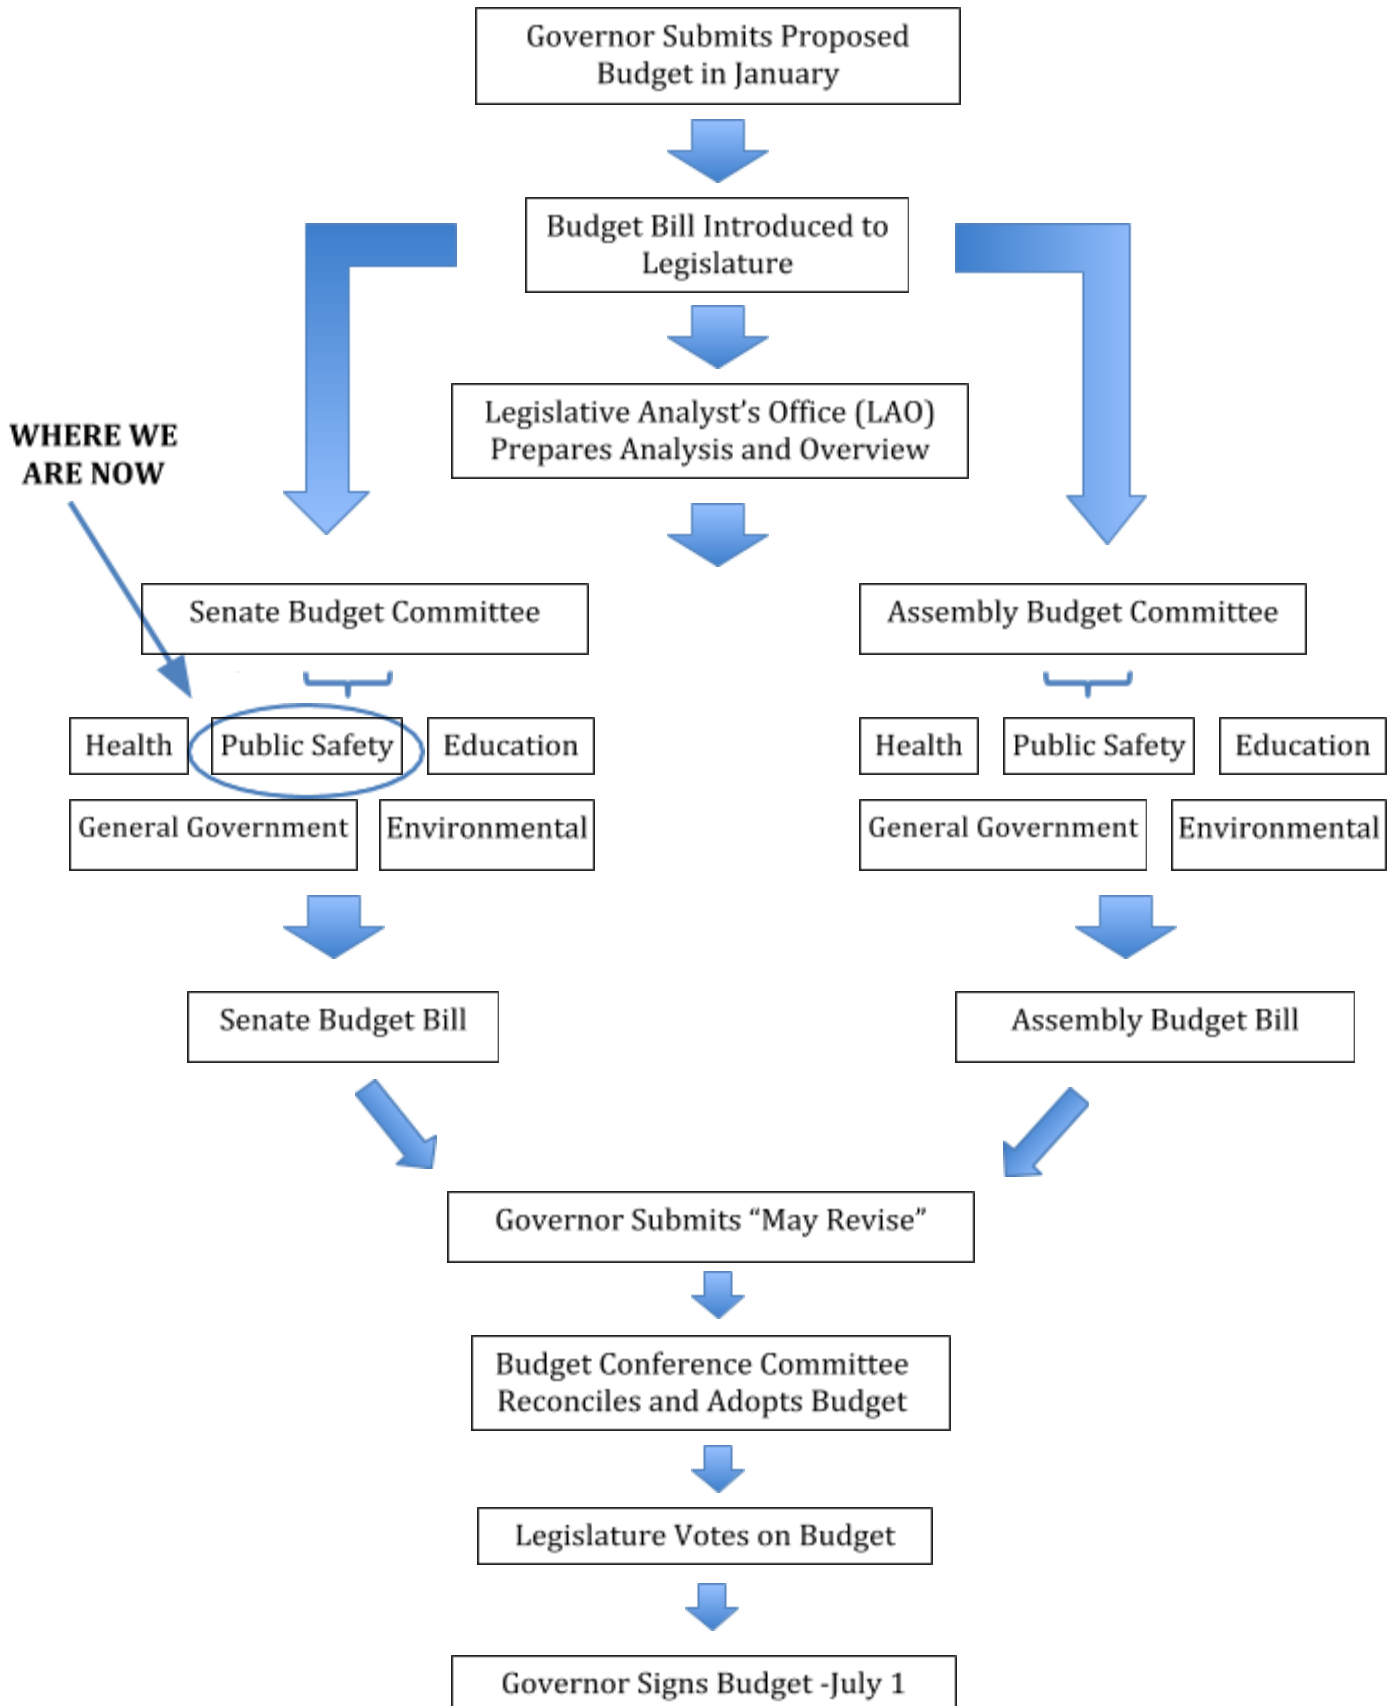 Governor Submits Proposed
Budget in January
Budget Bill Introduced to
Legislature
Legislative Analyst’s Office (LAO)
Prepares Analysis and Overview
WHERE WE
ARE NOW
Senate Budget Committee
Assembly Budget Committee
Health
Public Safety
Education
General Government
Environmental
Health
Public Safety
Education
General Government
Environmental
Senate Budget Bill
Assembly Budget Bill
Governor Submits “May Revise”
Budget Conference Committee
Reconciles and Adopts Budget
Legislature Votes on Budget
Governor Signs Budget -July 1